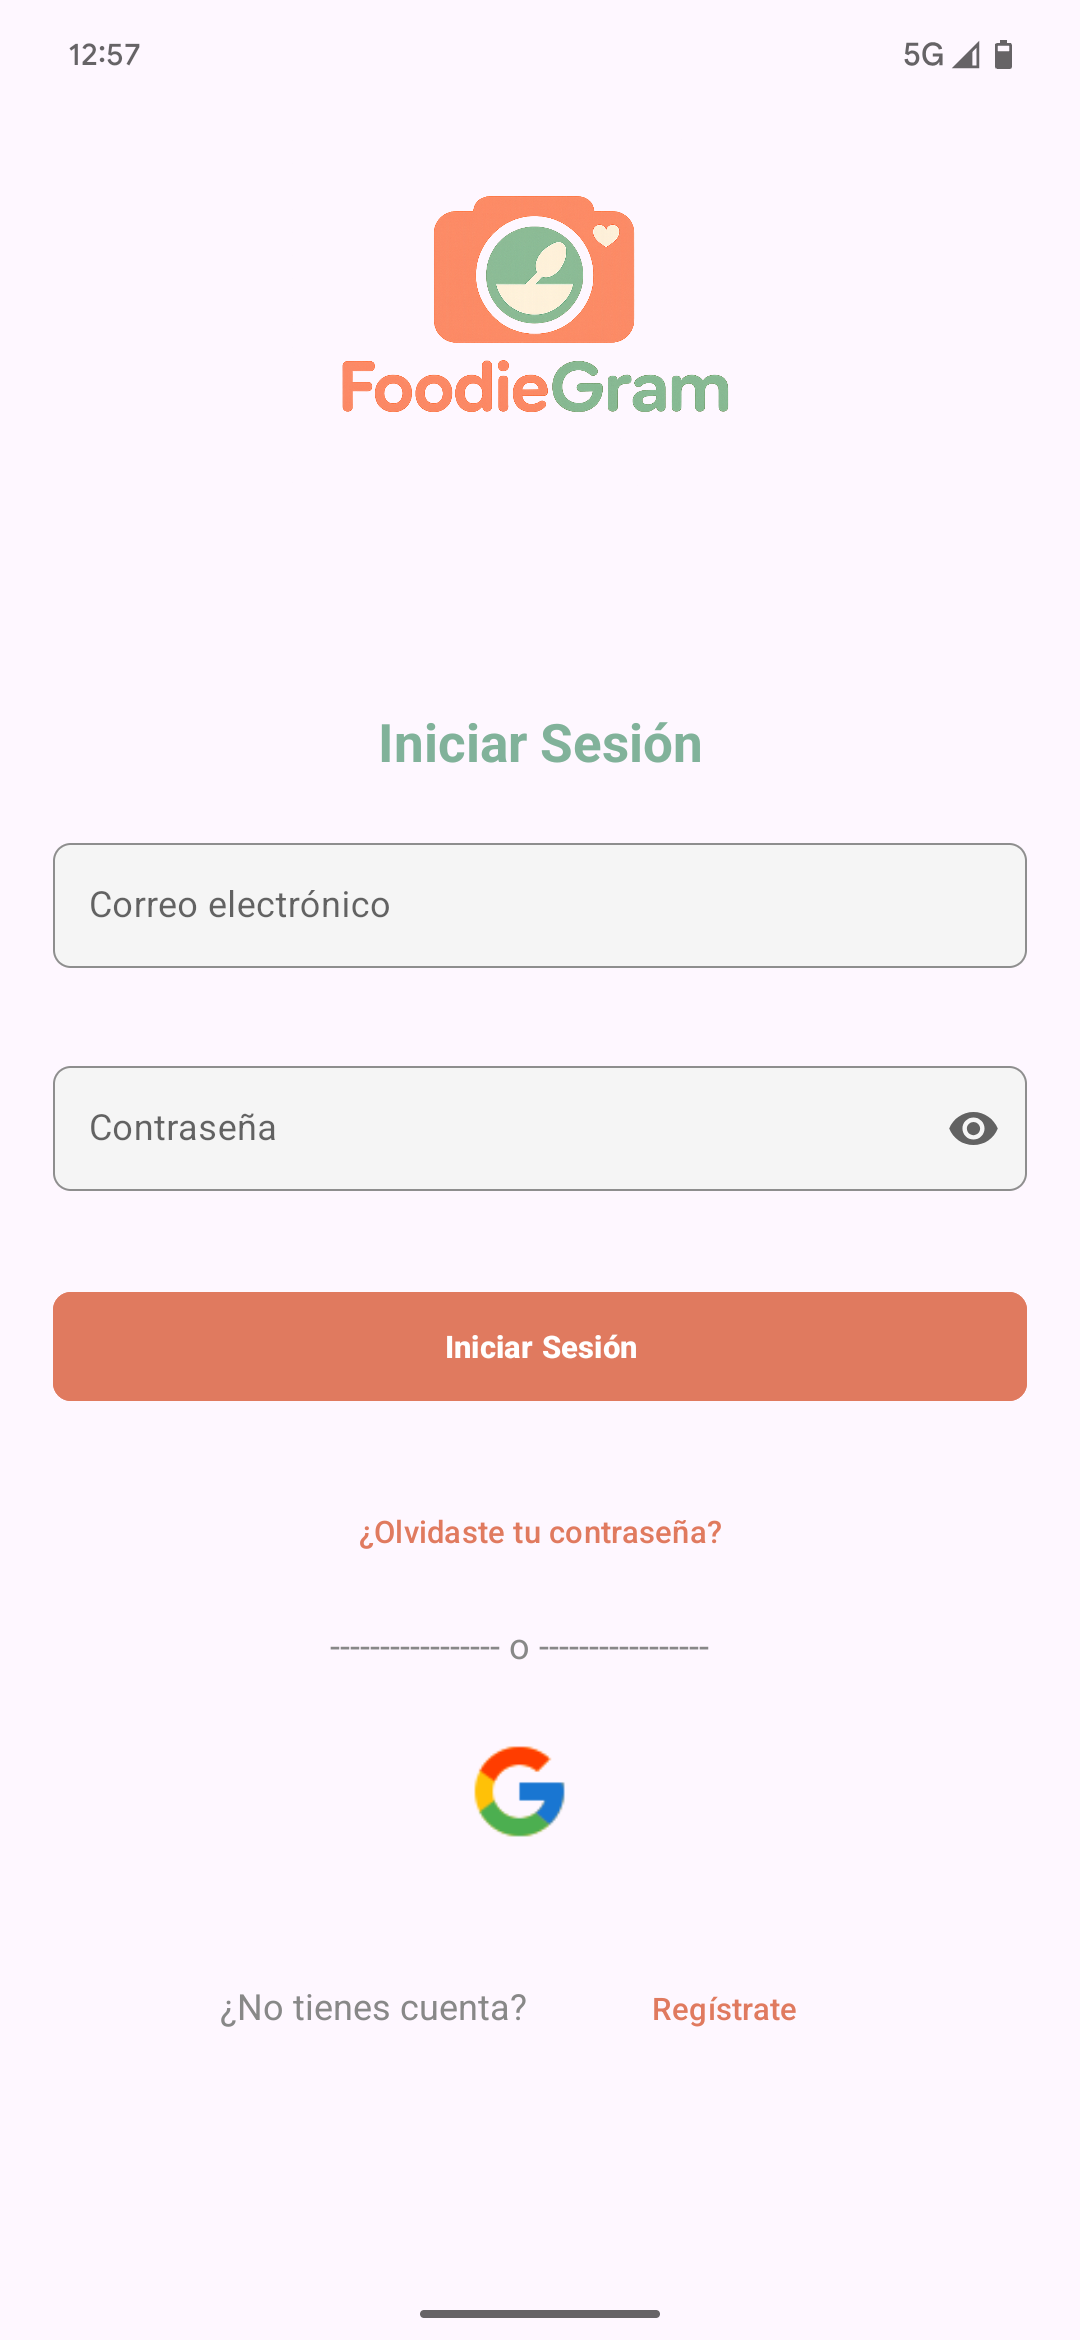 12:57 5G
FoodieGram
Iniciar Sesión
Correo electrónico
Contraseña
Iniciar Sesión
¿Olvidaste tu contraseña?
----------------- o -----------------
¿No tienes cuenta? Regístrate